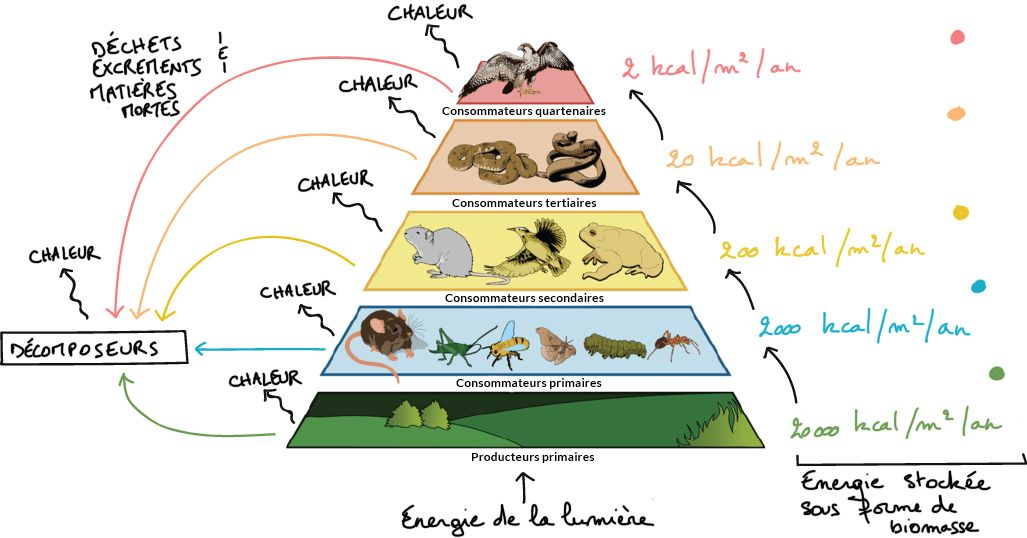 CHALEUR
DÉCHETS
EXCREMENTS
MATIÈRES
MORTES
2 kcal/m²/an
CHALEUR
Consommateurs quartenaires
20 kcal/m²/an
CHALEUR
Consommateurs tertiaires
200 kcal/m²/an
CHALEUR
CHALEUR
Consommateurs secondaires
2000 kcal/m²/an
DÉCOMPOSEURS
CHALEUR
Consommateurs primaires
20000 kcal/m²/an
Producteurs primaires
Energie de la lumière
Energie stockée
sous forme de
biomasse